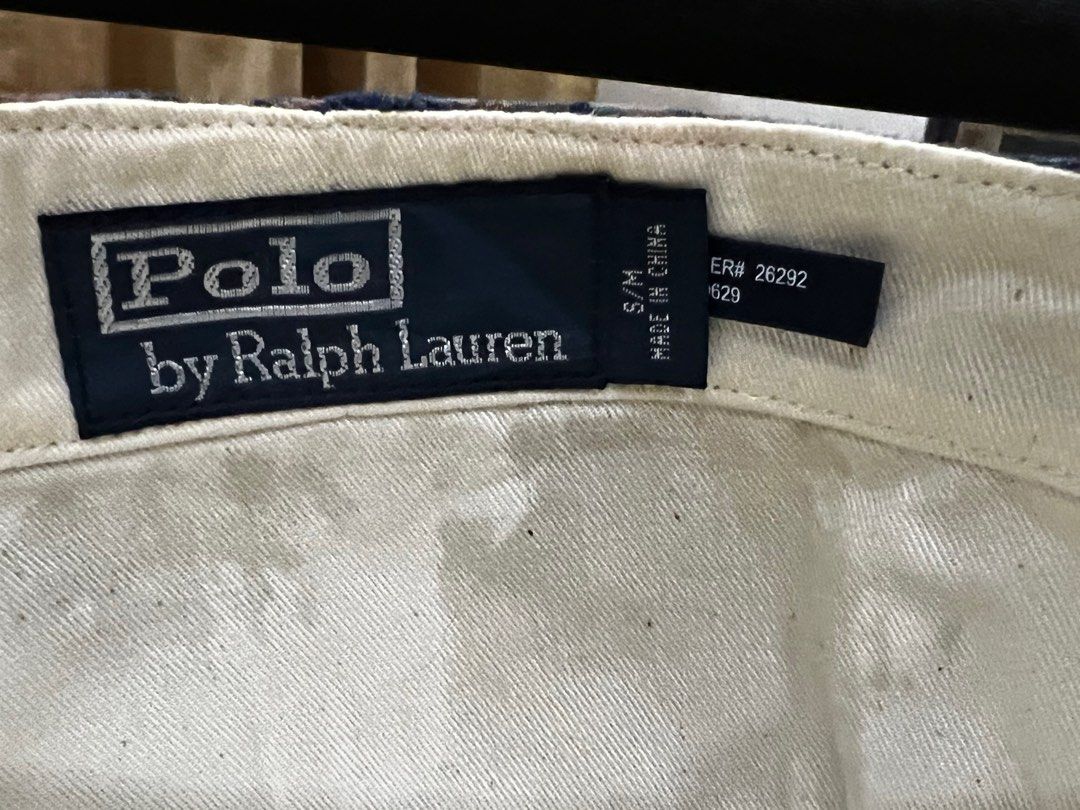 Polo
by Ralph Lauren
S/M
MADE IN CHINA
ER# 26292
629